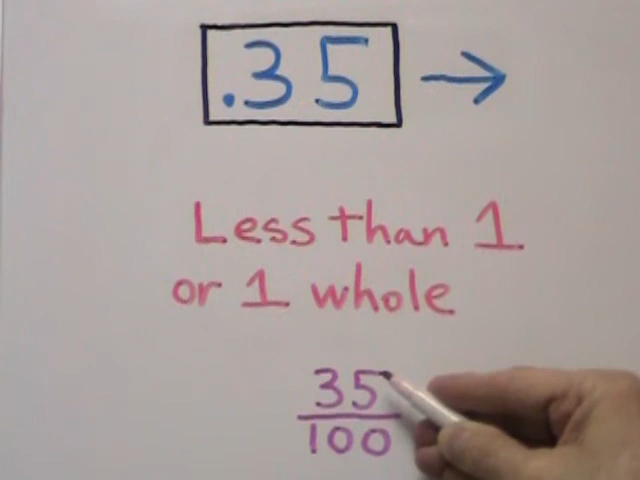 .35 →
Less than 1
or 1 whole
35
100